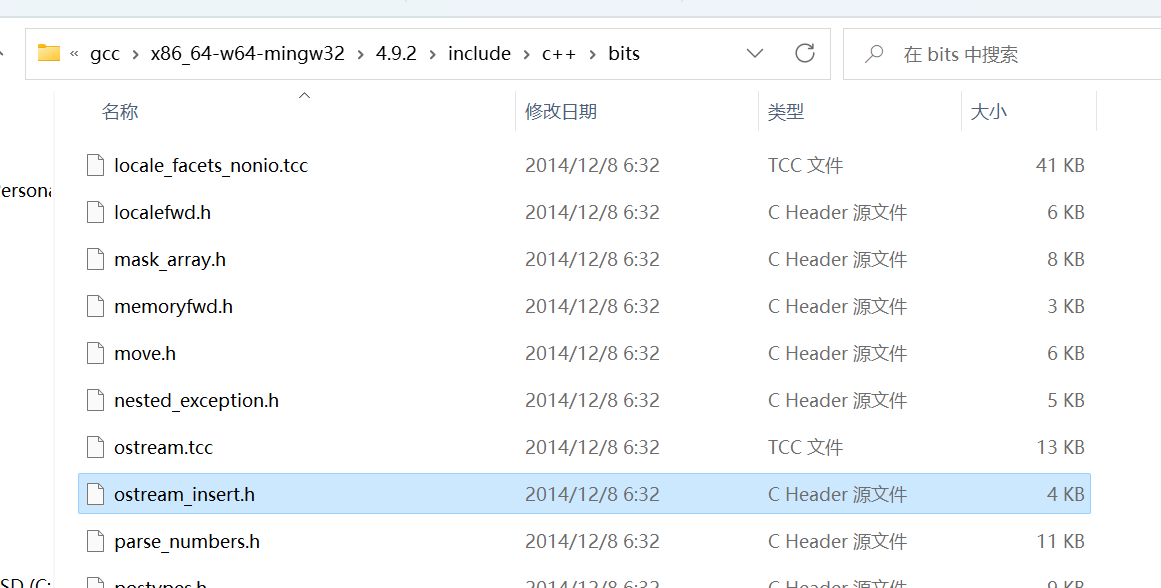 « gcc › x86_64-w64-mingw32 › 4.9.2 › include › c++ › bits 在 bits 中搜索
名称 修改日期 类型 大小
locale_facets_nonio.tcc 2014/12/8 6:32 TCC 文件 41 KB
ersona
localefwd.h 2014/12/8 6:32 C Header 源文件 6 KB
mask_array.h 2014/12/8 6:32 C Header 源文件 8 KB
memoryfwd.h 2014/12/8 6:32 C Header 源文件 3 KB
move.h 2014/12/8 6:32 C Header 源文件 6 KB
nested_exception.h 2014/12/8 6:32 C Header 源文件 5 KB
ostream.tcc 2014/12/8 6:32 TCC 文件 13 KB
ostream_insert.h 2014/12/8 6:32 C Header 源文件 4 KB
parse_numbers.h 2014/12/8 6:32 C Header 源文件 11 KB
SD (C:
postypes.h 2014/12/8 6:32 C Header 源文件 9 KB